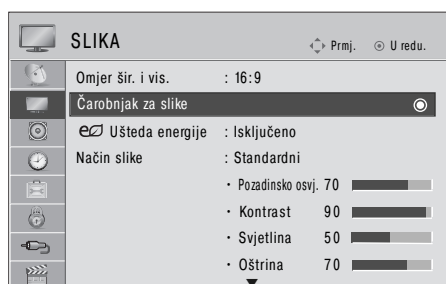 SLIKA
Prmj. U redu.
Omjer šir. i vis. : 16:9
Čarobnjak za slike
Ušteda energije : Isključeno
Način slike : Standardni
• Pozadinsko osvj. 70
• Kontrast 90
• Svjetlina 50
• Oštrina 70